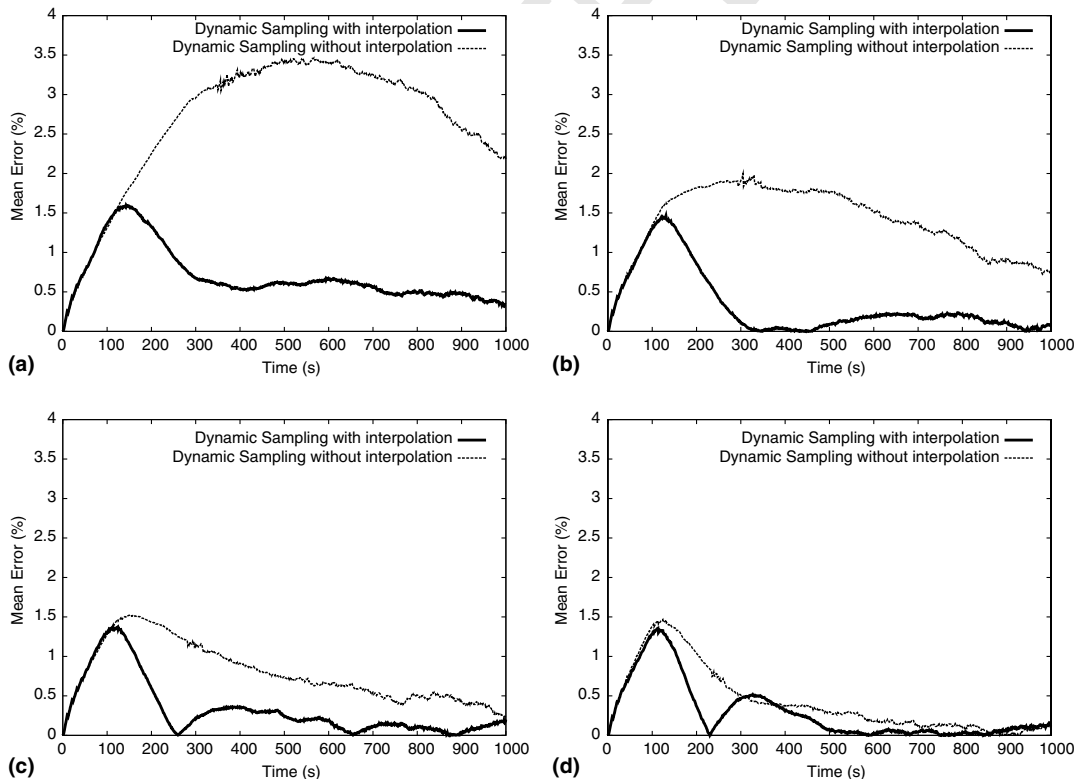 4
3.5
3
2.5
2
1.5
1
0.5
0
Mean Error (%)
Dynamic Sampling with interpolation
Dynamic Sampling without interpolation
0 100 200 300 400 500 600 700 800 900 1000
Time (s)
(a)
4
3.5
3
2.5
2
1.5
1
0.5
0
Mean Error (%)
Dynamic Sampling with interpolation
Dynamic Sampling without interpolation
0 100 200 300 400 500 600 700 800 900 1000
Time (s)
(b)
4
3.5
3
2.5
2
1.5
1
0.5
0
Mean Error (%)
Dynamic Sampling with interpolation
Dynamic Sampling without interpolation
0 100 200 300 400 500 600 700 800 900 1000
Time (s)
(c)
4
3.5
3
2.5
2
1.5
1
0.5
0
Mean Error (%)
Dynamic Sampling with interpolation
Dynamic Sampling without interpolation
0 100 200 300 400 500 600 700 800 900 1000
Time (s)
(d)